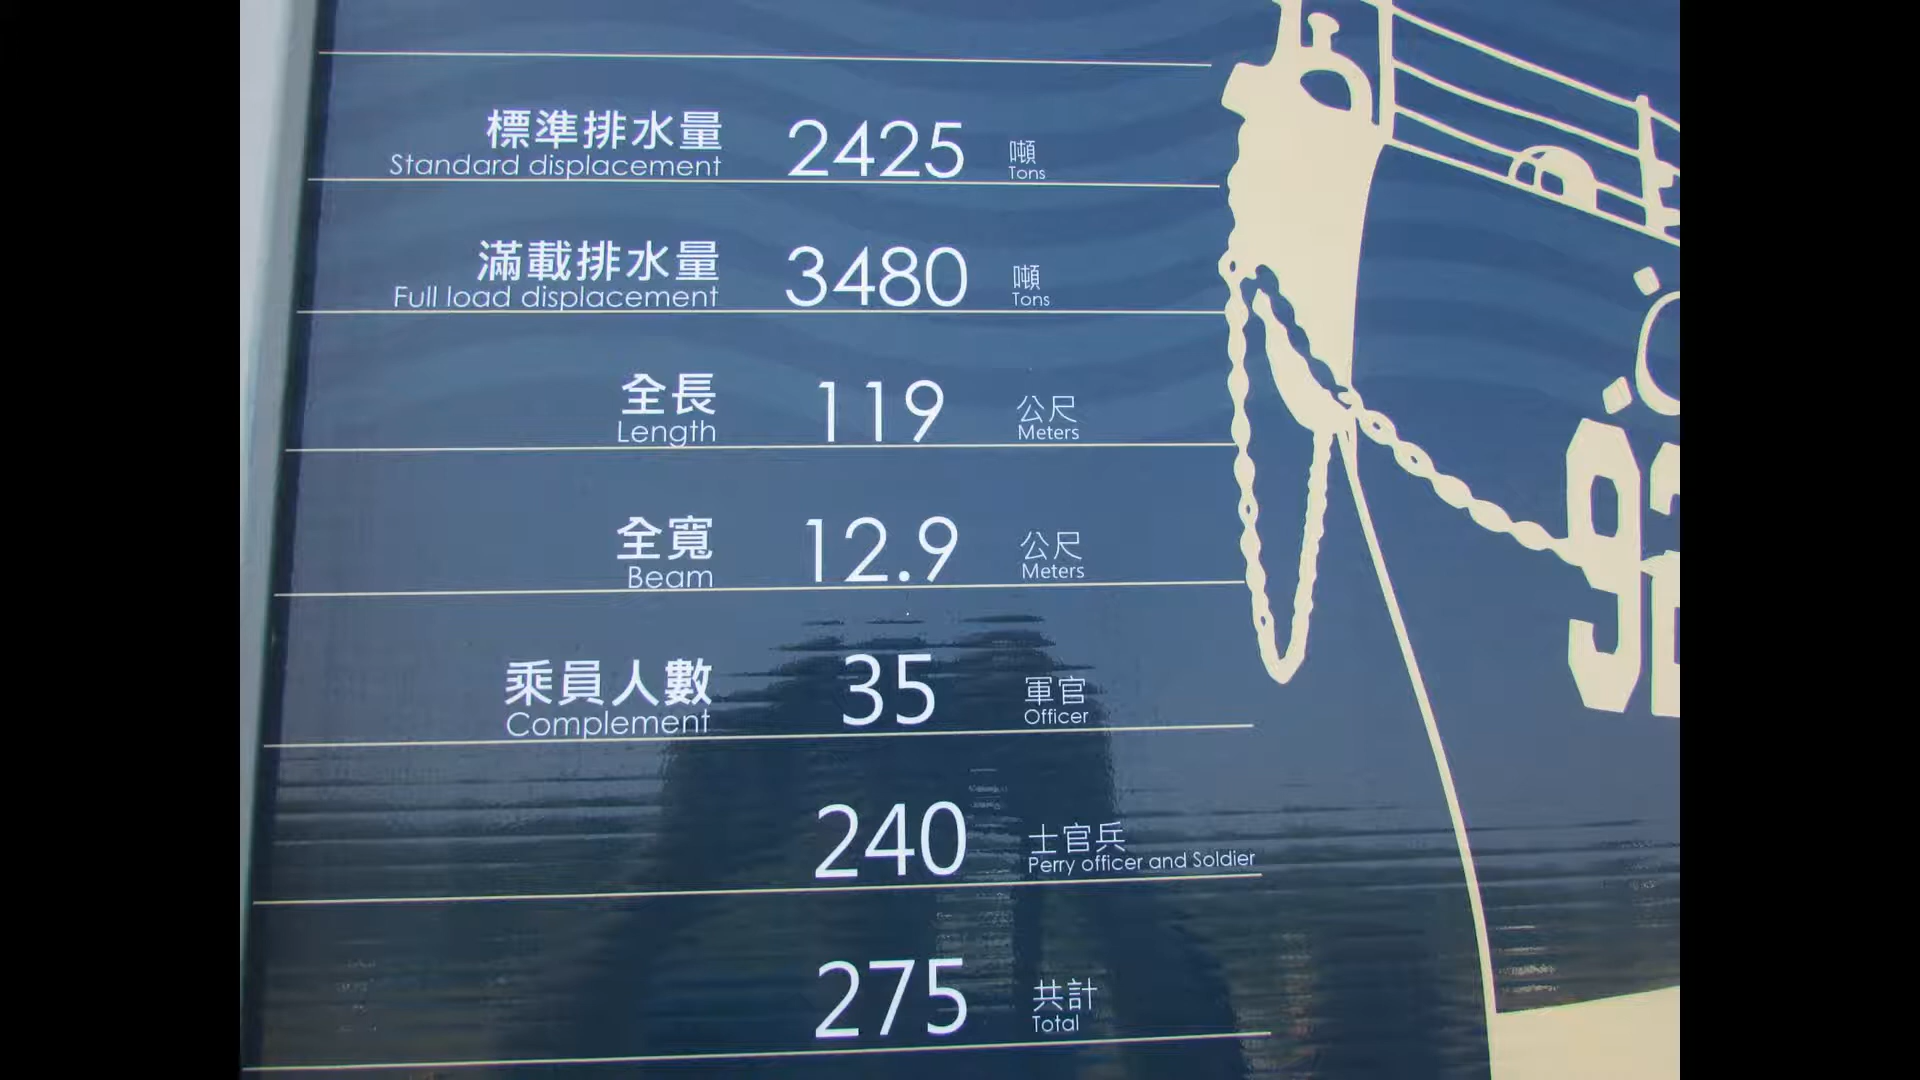 標準排水量
Standard displacement
2425
噸
Tons
滿載排水量
Full load displacement
3480
噸
Tons
全長
Length
119
公尺
Meters
全寬
Beam
12.9
公尺
Meters
乘員人數
Complement
35
軍官
Officer
240
士官兵
Perry officer and Soldier
275
共計
Total
92